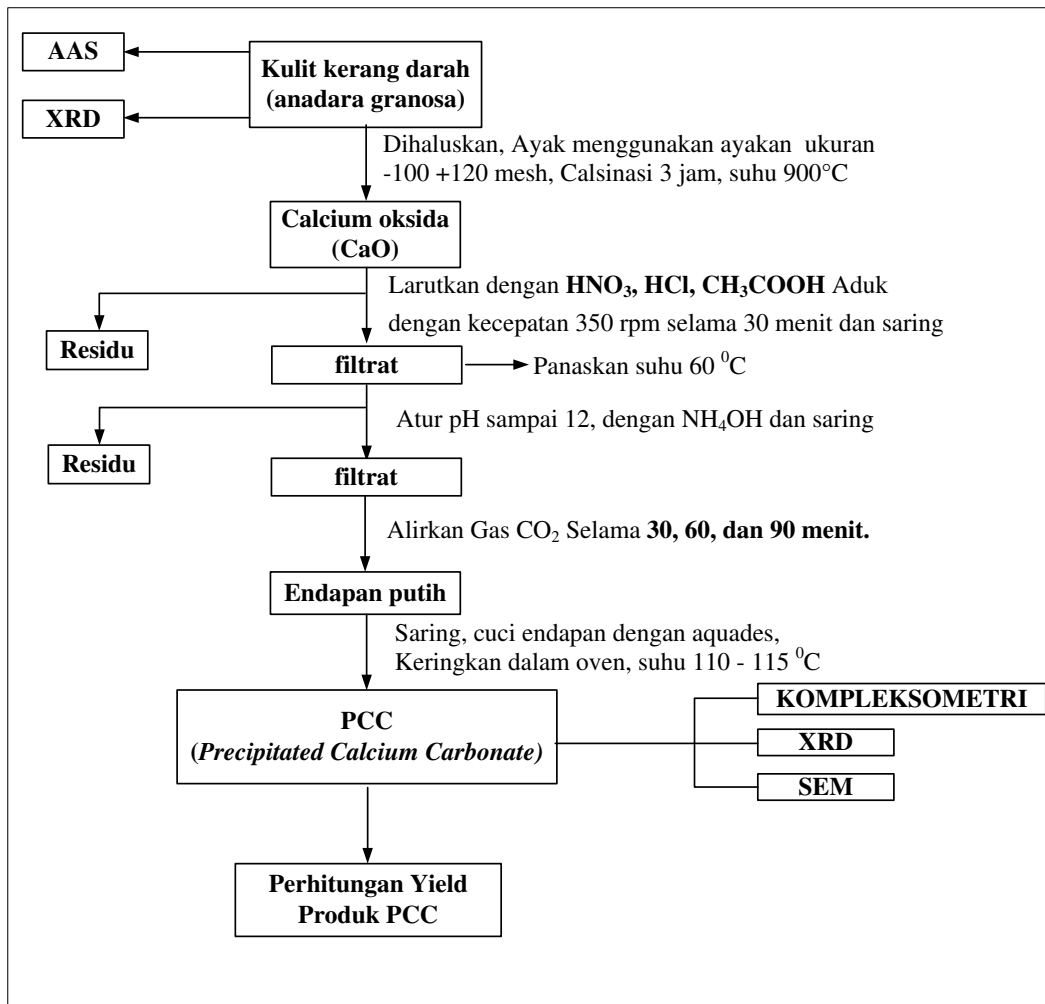 AAS
Kulit kerang darah
(anadara granosa)
XRD
Dihaluskan, Ayak menggunakan ayakan ukuran
-100 +120 mesh, Calsinasi 3 jam, suhu 900°C
Calcium oksida
(CaO)
Larutkan dengan HNO₃, HCl, CH₃COOH Aduk
dengan kecepatan 350 rpm selama 30 menit dan saring
Residu
filtrat
Panaskan suhu 60 ⁰C
Atur pH sampai 12, dengan NH₄OH dan saring
Residu
filtrat
Alirkan Gas CO₂ Selama 30, 60, dan 90 menit.
Endapan putih
Saring, cuci endapan dengan aquades,
Keringkan dalam oven, suhu 110 - 115 ⁰C
PCC
(Precipitated Calcium Carbonate)
KOMPLEKSOMETRI
XRD
SEM
Perhitungan Yield
Produk PCC